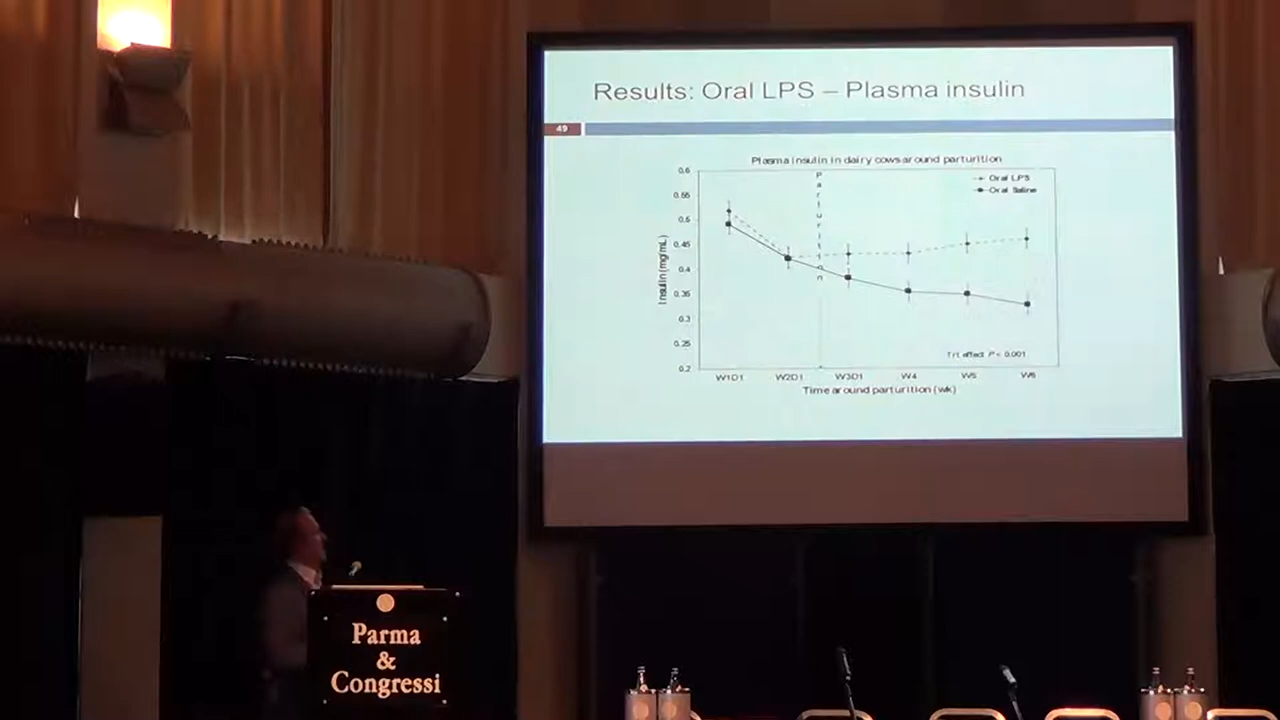 Results: Oral LPS – Plasma insulin
49
Plasma insulin in dairy cows around parturition
0.6
0.55
0.5
0.45
0.4
0.35
0.3
0.25
0.2
Insulin (mg/mL)
Parturition
Oral LPS
Oral Saline
Trt effect P < 0.001
W1D1 W2D1 W3D1 W4 W5 W6
Time around parturition (wk)
Parma
&
Congressi